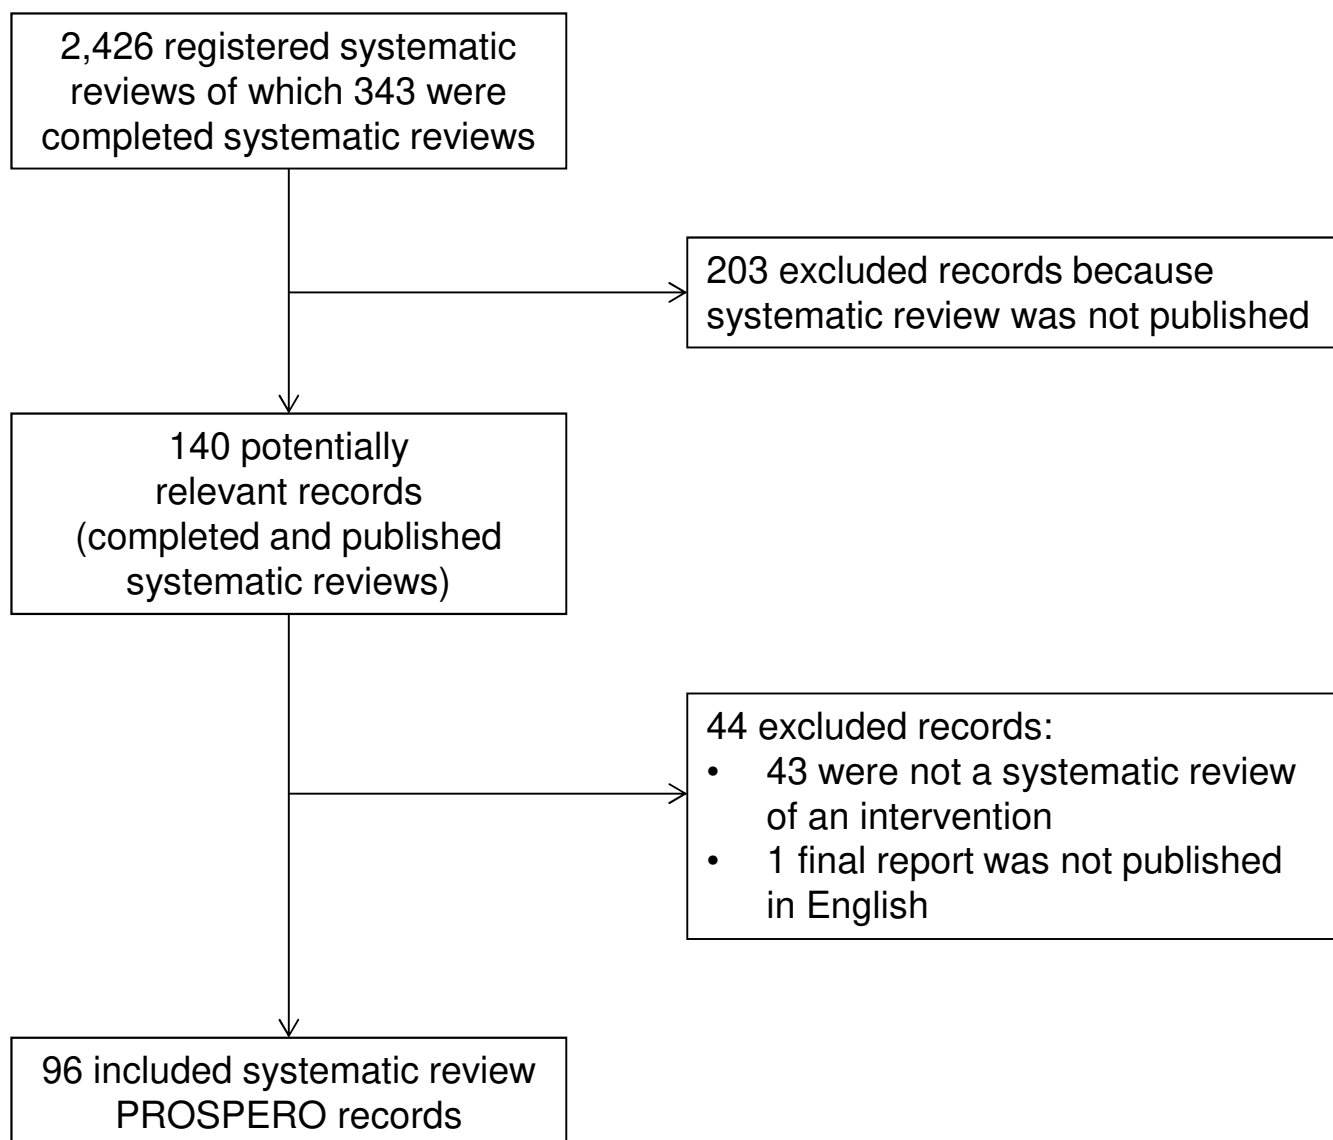 2,426 registered systematic
reviews of which 343 were
completed systematic reviews
203 excluded records because
systematic review was not published
140 potentially
relevant records
(completed and published
systematic reviews)
44 excluded records:
• 43 were not a systematic review
of an intervention
• 1 final report was not published
in English
96 included systematic review
PROSPERO records